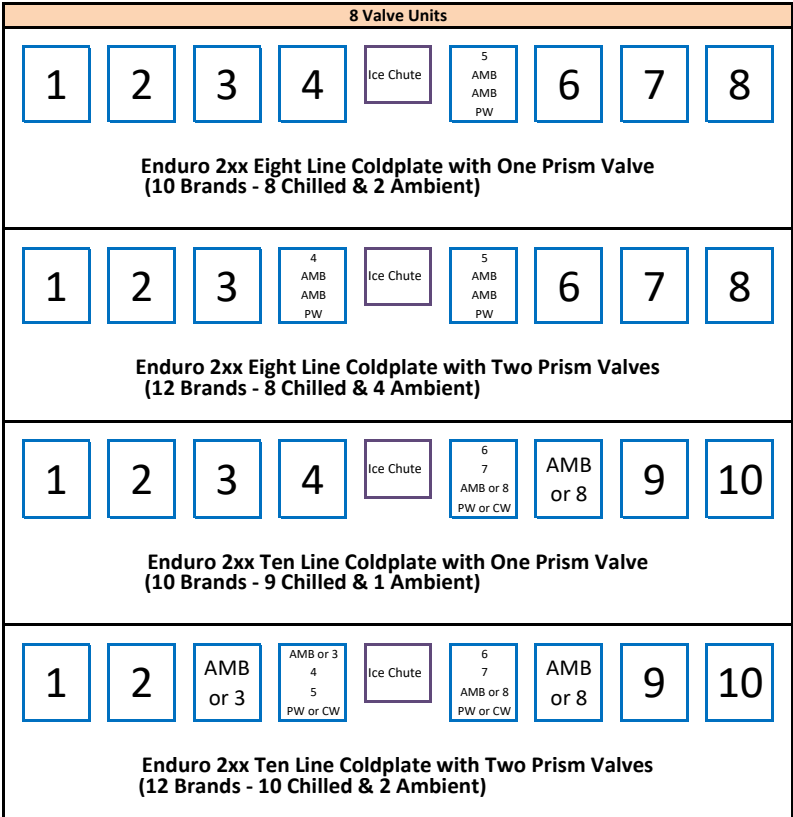 8 Valve Units
1 2 3 4 Ice Chute 5 6 7 8
AMB
AMB
PW
Enduro 2xx Eight Line Coldplate with One Prism Valve
(10 Brands - 8 Chilled & 2 Ambient)
1 2 3 4 Ice Chute 5 6 7 8
AMB AMB
AMB AMB
PW PW
Enduro 2xx Eight Line Coldplate with Two Prism Valves
(12 Brands - 8 Chilled & 4 Ambient)
1 2 3 4 Ice Chute 6 AMB 9 10
7 or 8
AMB or 8
PW or CW
Enduro 2xx Ten Line Coldplate with One Prism Valve
(10 Brands - 9 Chilled & 1 Ambient)
1 2 AMB AMB or 3 Ice Chute 6 AMB 9 10
or 3 4 7 or 8
5 AMB or 8
PW or CW PW or CW
Enduro 2xx Ten Line Coldplate with Two Prism Valves
(12 Brands - 10 Chilled & 2 Ambient)